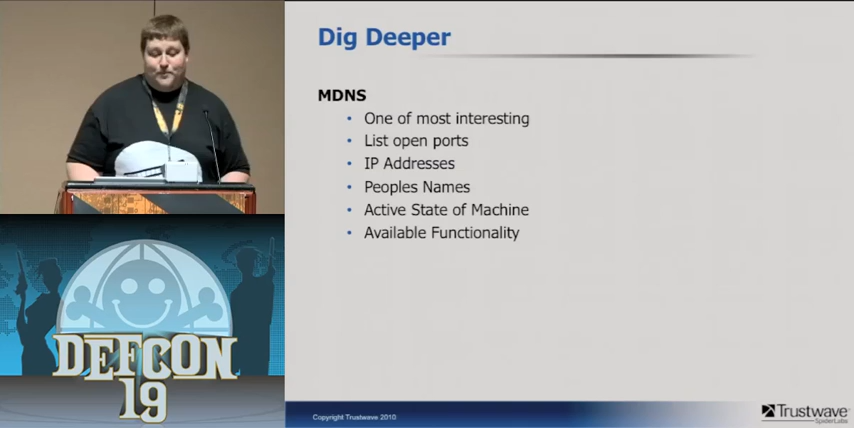 Dig Deeper
MDNS
• One of most interesting
• List open ports
• IP Addresses
• Peoples Names
• Active State of Machine
• Available Functionality
DEFCON
19
Copyright Trustwave 2010
Trustwave
SpiderLabs